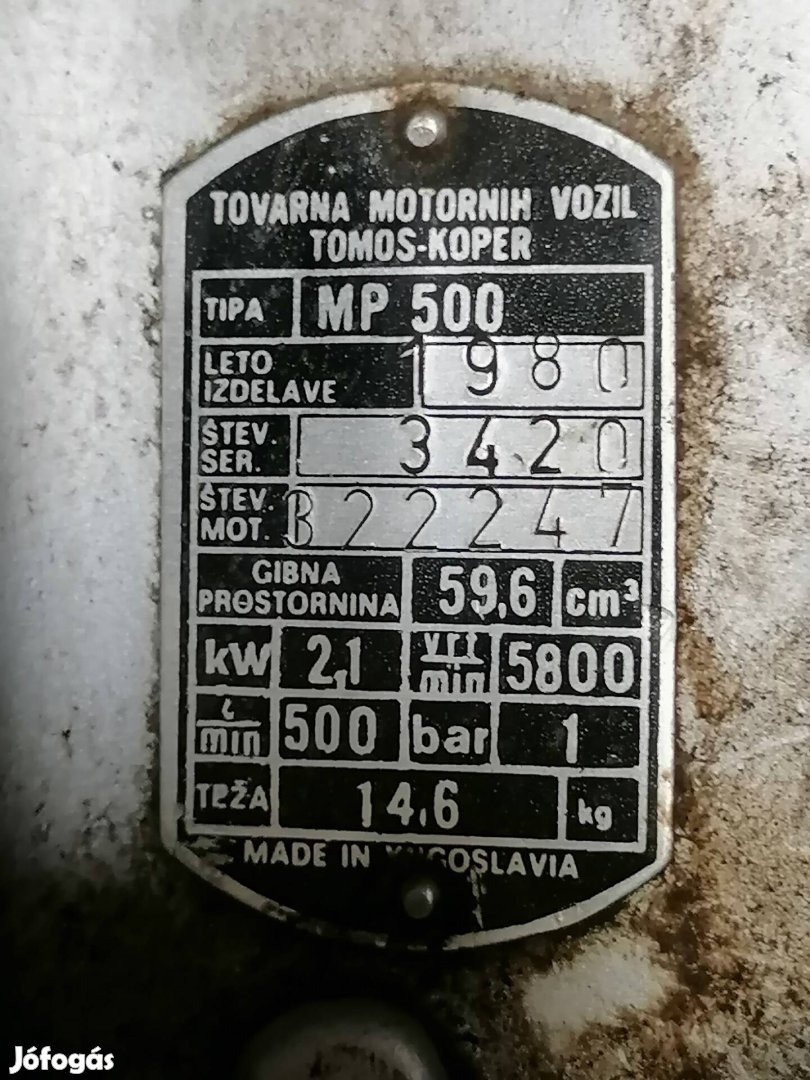 TOVARNA MOTORNIH VOZIL
TOMOS-KOPER
TIPA MP 500
LETO IZDELAVE 1980
ŠTEV. SER. 3420
ŠTEV. MOT. 322247
GIBNA PROSTORNINA 59,6 cm³
kW 2,1 vrt/min 5800
l/min 500 bar 1
TEŽA 14,6 kg
MADE IN YUGOSLAVIA
Jófogás